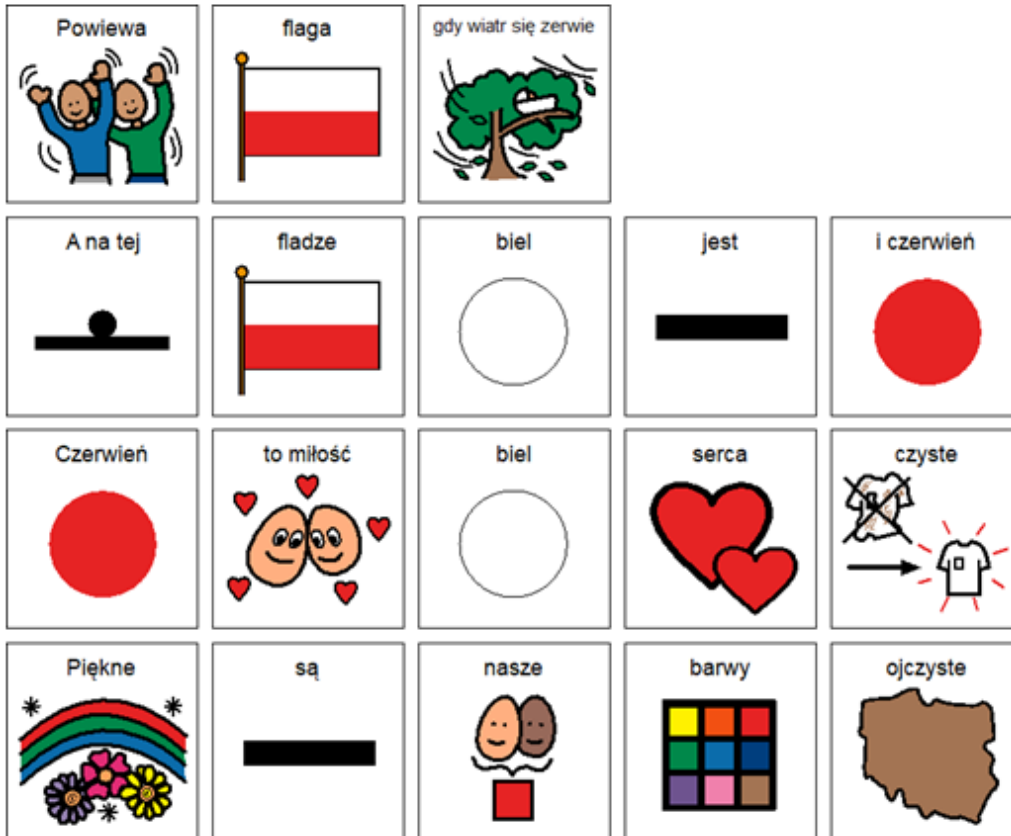 Powiewa flaga gdy wiatr się zerwie
A na tej fladze biel jest i czerwień
Czerwień to miłość biel serca czyste
Piękne są nasze barwy ojczyste